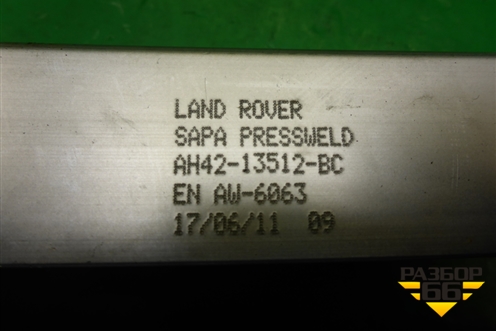 LAND ROVER
SAPA PRESSWELD
AH42-13512-BC
EN AW-6063
17/06/11 09
РАЗБОР
66